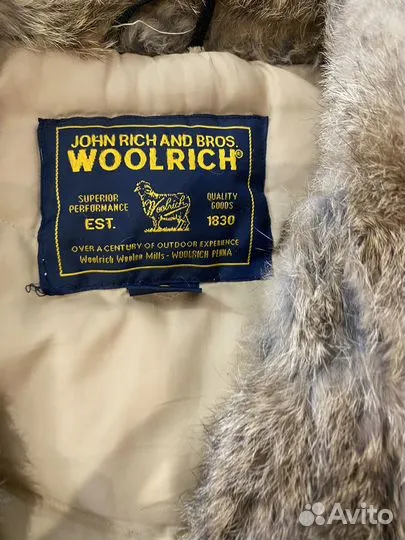 JOHN RICH AND BROS.
WOOLRICH®
SUPERIOR
PERFORMANCE
EST.
Woolrich
QUALITY
GOODS
1830
OVER A CENTURY OF OUTDOOR EXPERIENCE
Woolrich Woolen Mills - WOOLRICH PENNA
Avito